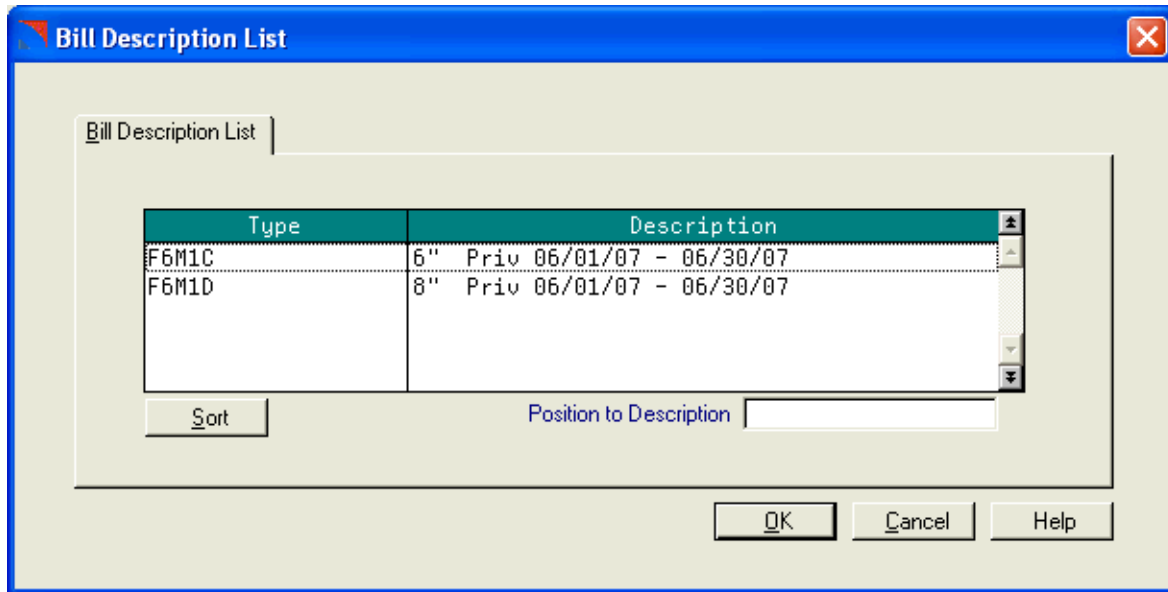 Bill Description List
Bill Description List
Type Description
F6M1C 6" Priv 06/01/07 - 06/30/07
F6M1D 8" Priv 06/01/07 - 06/30/07
Sort Position to Description
OK Cancel Help